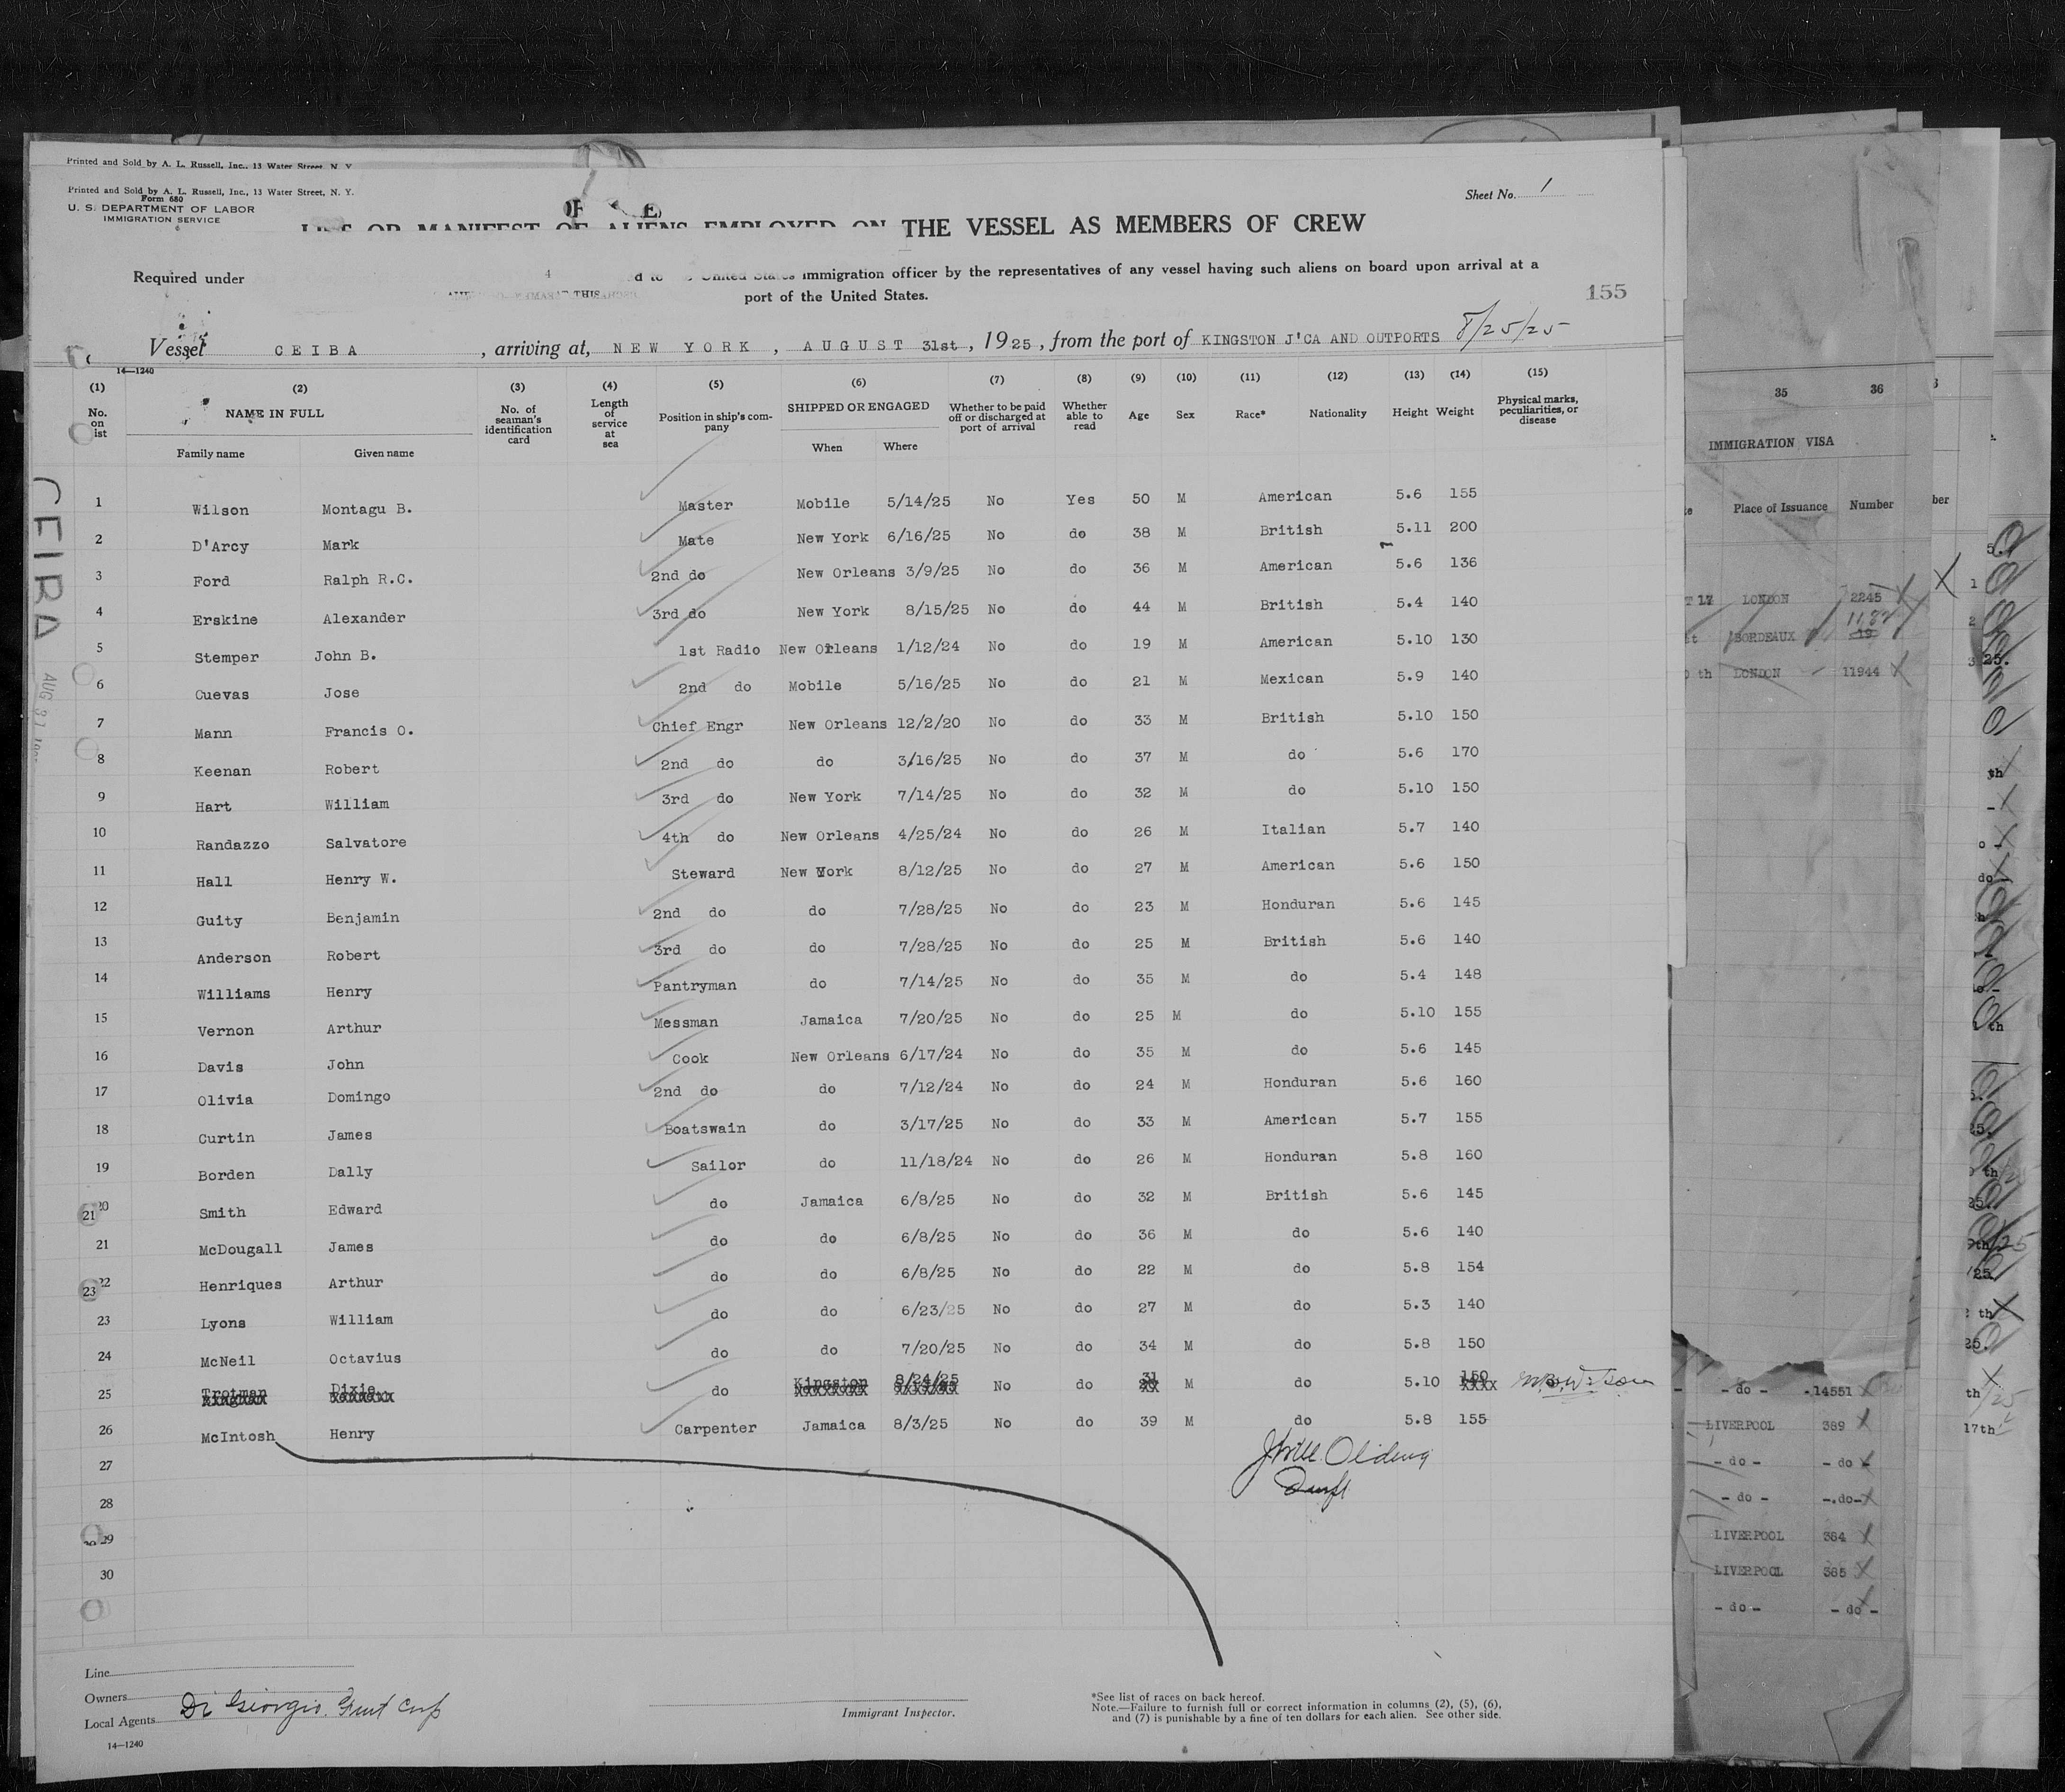 Printed and Sold by A. L. Russell, Inc., 13 Water Street, N. Y.
Printed and Sold by A. L. Russell, Inc., 13 Water Street, N. Y.
Form 680
U. S. DEPARTMENT OF LABOR
IMMIGRATION SERVICE
Sheet No. 1
OR MANIFEST OF ALIENS EMPLOYED ON THE VESSEL AS MEMBERS OF CREW
Required under United States immigration officer by the representatives of any vessel having such aliens on board upon arrival at a
port of the United States.
155
Vessel CEIBA, arriving at, NEW YORK, AUGUST 31st, 1925, from the port of KINGSTON J'CA AND OUTPORTS 8/25/25
14—1240
(1) (2) (3) (4) (5) (6) (7) (8) (9) (10) (11) (12) (13) (14) (15)
No. on NAME IN FULL No. of seaman's identification card Length of service at sea Position in ship's company SHIPPED OR ENGAGED Whether to be paid off or discharged at port of arrival Whether able to read Age Sex Race* Nationality Height Weight Physical marks, peculiarities, or disease
Family name Given name When Where
1 Wilson Montagu B. Master Mobile 5/14/25 No Yes 50 M American 5.6 155
2 D'Arcy Mark Mate New York 6/16/25 No do 38 M British 5.11 200
3 Ford Ralph R.C. 2nd do New Orleans 3/9/25 No do 36 M American 5.6 136
4 Erskine Alexander 3rd do New York 8/15/25 No do 44 M British 5.4 140
5 Stemper John B. 1st Radio New Orleans 1/12/24 No do 19 M American 5.10 130
6 Cuevas Jose 2nd do Mobile 5/16/25 No do 21 M Mexican 5.9 140
7 Mann Francis O. Chief Engr New Orleans 12/2/20 No do 33 M British 5.10 150
8 Keenan Robert 2nd do do 3/16/25 No do 37 M do 5.6 170
9 Hart William 3rd do New York 7/14/25 No do 32 M do 5.10 150
10 Randazzo Salvatore 4th do New Orleans 4/25/24 No do 26 M Italian 5.7 140
11 Hall Henry W. Steward New York 8/12/25 No do 27 M American 5.6 150
12 Guity Benjamin 2nd do do 7/28/25 No do 23 M Honduran 5.6 145
13 Anderson Robert 3rd do do 7/28/25 No do 25 M British 5.6 140
14 Williams Henry Pantryman do 7/14/25 No do 35 M do 5.4 148
15 Vernon Arthur Messman Jamaica 7/20/25 No do 25 M do 5.10 155
16 Davis John Cook New Orleans 6/17/24 No do 35 M do 5.6 145
17 Olivia Domingo 2nd do do 7/12/24 No do 24 M Honduran 5.6 160
18 Curtin James Boatswain do 3/17/25 No do 33 M American 5.7 155
19 Borden Dally Sailor do 11/18/24 No do 26 M Honduran 5.8 160
20 Smith Edward do Jamaica 6/8/25 No do 32 M British 5.6 145
21 McDougall James do do 6/8/25 No do 36 M do 5.6 140
22 Henriques Arthur do do 6/8/25 No do 22 M do 5.8 154
23 Lyons William do do 6/23/25 No do 27 M do 5.3 140
24 McNeil Octavius do do 7/20/25 No do 34 M do 5.8 150
25 Trotman Dixie do Kingston 8/24/25 No do 31 M do 5.10 150
26 McIntosh Henry Carpenter Jamaica 8/3/25 No do 39 M do 5.8 155
27
28
29
30
CEIBA
AUG 31
21
23
Line
Owners
Local Agents Di Giorgio Fruit Corp
14—1240
Immigrant Inspector.
*See list of races on back hereof.
Note.—Failure to furnish full or correct information in columns (2), (5), (6),
and (7) is punishable by a fine of ten dollars for each alien. See other side.
35 36
IMMIGRATION VISA
Place of Issuance Number
LONDON 2245
BORDEAUX
LONDON 11944
- do - 14551
LIVERPOOL 389
- do - - do -
- do - - do -
LIVERPOOL 384
LIVERPOOL 385
- do - - do -
17th